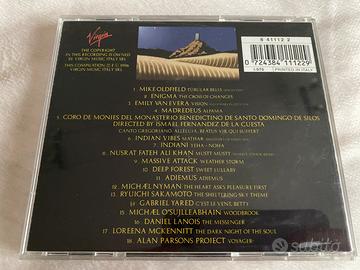 Virgin
THE COPYRIGHT
IN THIS RECORDING IS OWNED
BY VIRGIN MUSIC ITALY SRL
THIS COMPILATION ℗ © 1996
VIRGIN MUSIC ITALY SRL
8 41112 2
0 724384 111229
PRINTED IN ITALY
1 MIKE OLDFIELD TUBULAR BELLS
2 ENIGMA THE CROSS OF CHANGES
3 EMILY VAN EVERA VISION
4 MADREDEUS ALFAMA
5 CORO DE MONJES DEL MONASTERIO BENEDICTINO DE SANTO DOMINGO DE SILOS
DIRECTED BY ISMAEL FERNANDEZ DE LA CUESTA
CANTO GREGORIANO: ALLELUIA, BEATUS VIR, QUI SUFFERT
6 INDIAN VIBES MATHAR
7 INDIANI YEHA - NOHA
8 NUSRAT FATEH ALI KHAN MUSTT MUSTT
9 MASSIVE ATTACK WEATHER STORM
10 DEEP FOREST SWEET LULLABY
11 ADIEMUS ADIEMUS
12 MICHAEL NYMAN THE HEART ASKS PLEASURE FIRST
13 RYUICHI SAKAMOTO THE SHELTERING SKY THEME
14 GABRIEL YARED C'EST LE VENT, BETTY
15 MICHÆL O'SUILLEABHAIN WOODBROOK
16 DANIEL LANOIS THE MESSENGER
17 LOREENA MCKENNITT THE DARK NIGHT OF THE SOUL
18 ALAN PARSONS PROJECT VOYAGER
subito